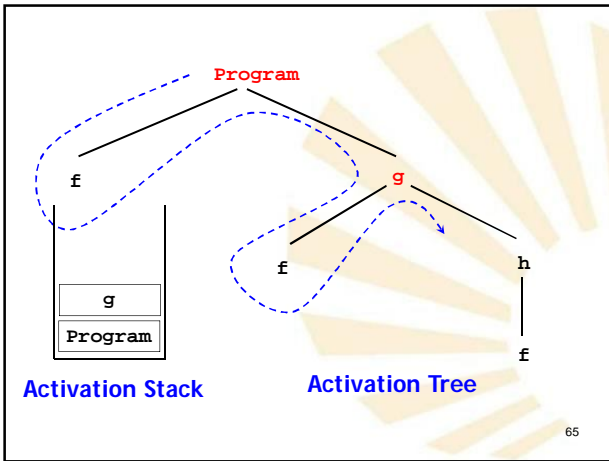 Program
f
g
f
h
g
Program
f
Activation Stack
Activation Tree
65